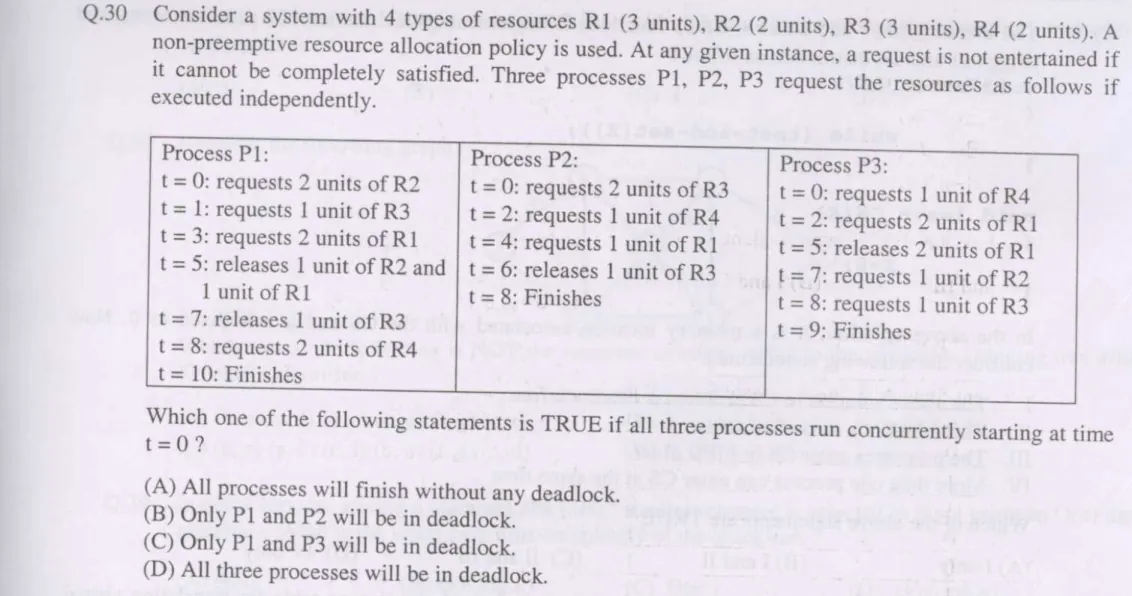 Q.30 Consider a system with 4 types of resources R1 (3 units), R2 (2 units), R3 (3 units), R4 (2 units). A
non-preemptive resource allocation policy is used. At any given instance, a request is not entertained if
it cannot be completely satisfied. Three processes P1, P2, P3 request the resources as follows if
executed independently.
Process P1:
t = 0: requests 2 units of R2
t = 1: requests 1 unit of R3
t = 3: requests 2 units of R1
t = 5: releases 1 unit of R2 and
1 unit of R1
t = 7: releases 1 unit of R3
t = 8: requests 2 units of R4
t = 10: Finishes
Process P2:
t = 0: requests 2 units of R3
t = 2: requests 1 unit of R4
t = 4: requests 1 unit of R1
t = 6: releases 1 unit of R3
t = 8: Finishes
Process P3:
t = 0: requests 1 unit of R4
t = 2: requests 2 units of R1
t = 5: releases 2 units of R1
t = 7: requests 1 unit of R2
t = 8: requests 1 unit of R3
t = 9: Finishes
Which one of the following statements is TRUE if all three processes run concurrently starting at time
t = 0 ?
(A) All processes will finish without any deadlock.
(B) Only P1 and P2 will be in deadlock.
(C) Only P1 and P3 will be in deadlock.
(D) All three processes will be in deadlock.